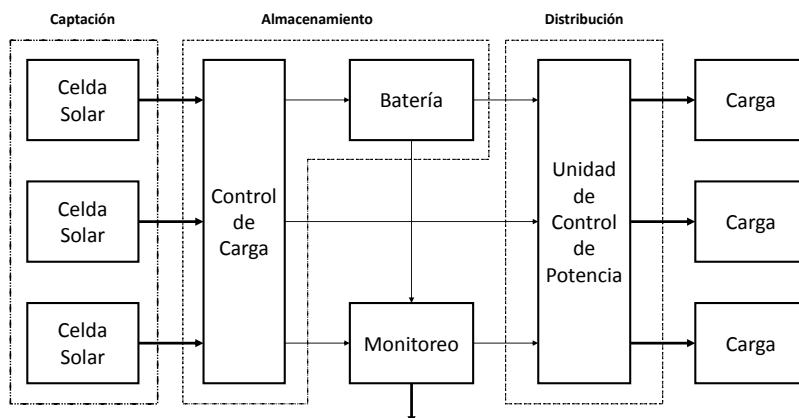 Captación
Almacenamiento
Distribución
Celda
Solar
Batería
Carga
Celda
Solar
Control
de
Carga
Unidad
de
Control
de
Potencia
Carga
Celda
Solar
Monitoreo
Carga